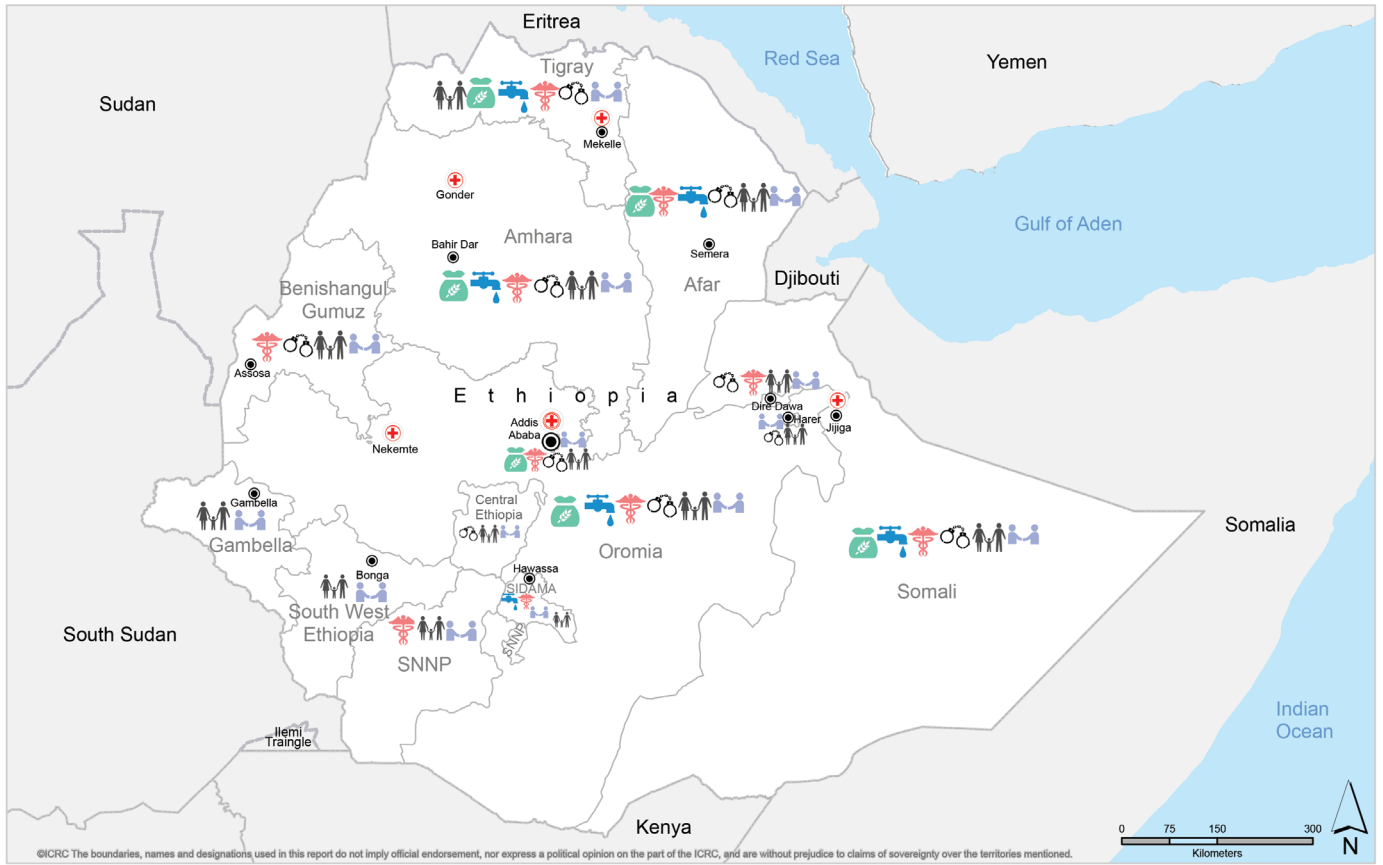 Eritrea
Red Sea
Yemen
Tigray
Sudan
Mekelle
Gonder
Gulf of Aden
Amhara
Bahir Dar
Semera
Djibouti
Afar
Benishangul
Gumuz
Assosa
Ethiopia
Dire Dawa
Harer
Jijiga
Addis
Ababa
Nekemte
Gambella
Gambella
Central
Ethiopia
Oromia
Somalia
Bonga
Hawassa
SIDAMA
Somali
South West
Ethiopia
South Sudan
SNNP
SNNP
Indian
Ocean
Ilemi
Traingle
Kenya
0 75 150 300
Kilometers
N
©ICRC The boundaries, names and designations used in this report do not imply official endorsement, nor express a political opinion on the part of the ICRC, and are without prejudice to claims of sovereignty over the territories mentioned.